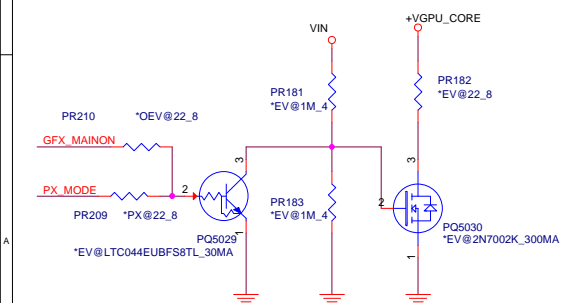 +VGPU_CORE
VIN
PR181
*EV@1M_4
PR182
*EV@22_8
PR210
*OEV@22_8
GFX_MAINON
3
3
PX_MODE
2
2
PR209
*PX@22_8
PR183
*EV@1M_4
PQ5029
*EV@LTC044EUBFS8TL_30MA
1
PQ5030
*EV@2N7002K_300MA
1
A